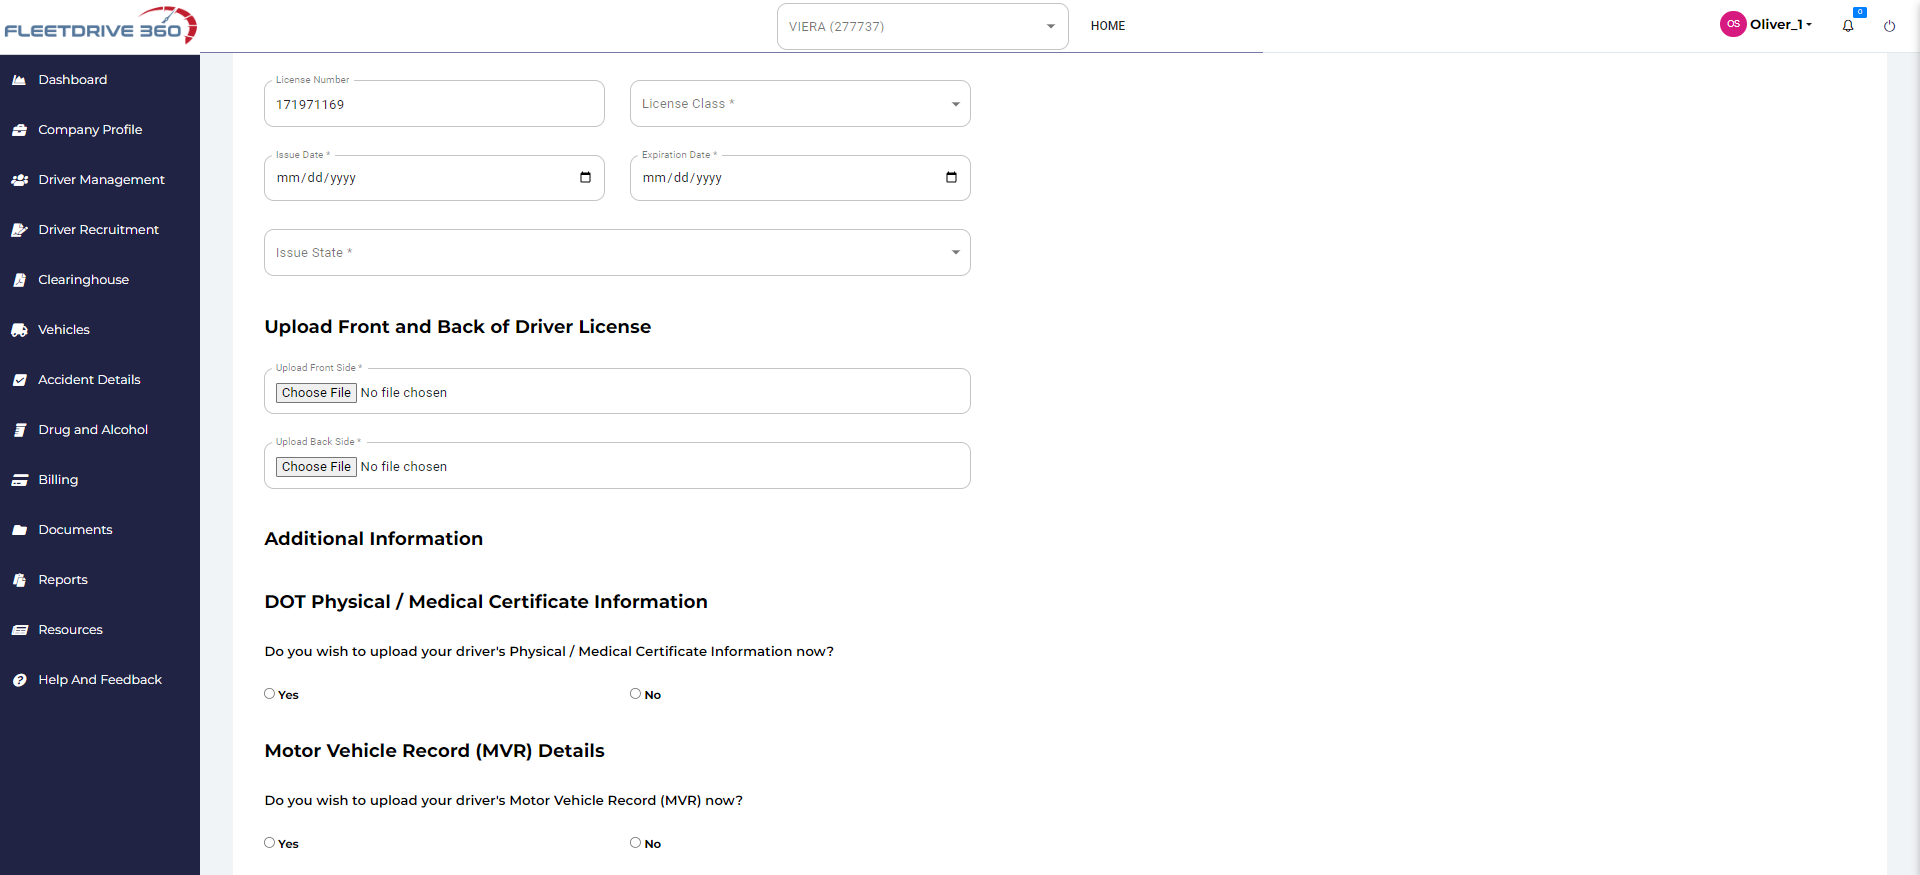 FLEETDRIVE 360
VIERA (277737)
HOME
OS
Oliver_1
0
Dashboard
Company Profile
Driver Management
Driver Recruitment
Clearinghouse
Vehicles
Accident Details
Drug and Alcohol
Billing
Documents
Reports
Resources
Help And Feedback
License Number
171971169
License Class *
Issue Date *
mm/dd/yyyy
Expiration Date *
mm/dd/yyyy
Issue State *
Upload Front and Back of Driver License
Upload Front Side *
Choose File No file chosen
Upload Back Side *
Choose File No file chosen
Additional Information
DOT Physical / Medical Certificate Information
Do you wish to upload your driver's Physical / Medical Certificate Information now?
Yes
No
Motor Vehicle Record (MVR) Details
Do you wish to upload your driver's Motor Vehicle Record (MVR) now?
Yes
No